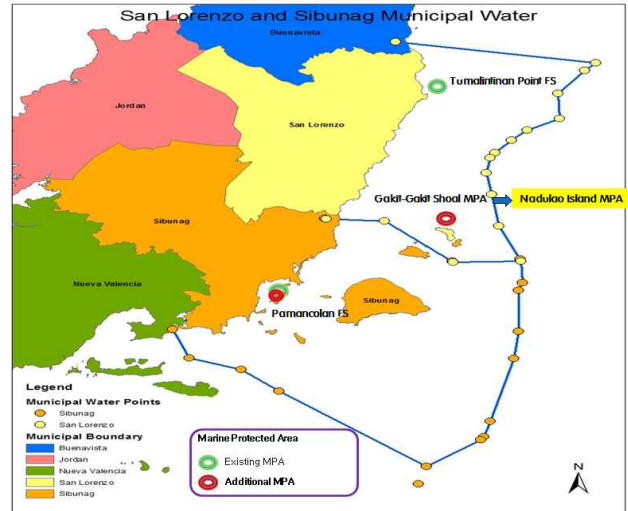 San Lorenzo and Sibunag Municipal Water
Buenavista
Tumalintinan Point FS
Jordan
San Lorenzo
Gakit-Gakit Shoal MPA
Nadulao Island MPA
Sibunag
Nueva Valencia
Sibunag
Pamancolan FS
Legend
Municipal Water Points
Sibunag
San Lorenzo
Municipal Boundary
Buenavista
Jordan
Nueva Valencia
San Lorenzo
Sibunag
Marine Protected Area
Existing MPA
Additional MPA
N